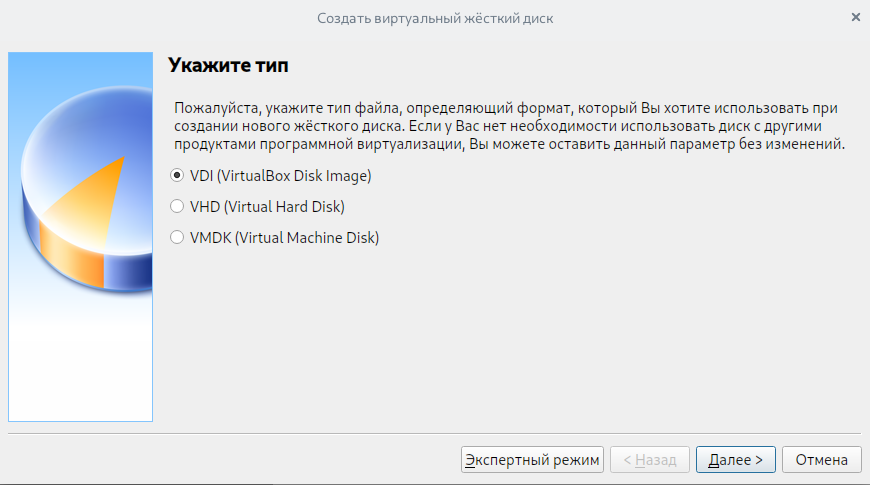 Создать виртуальный жёсткий диск
Укажите тип
Пожалуйста, укажите тип файла, определяющий формат, который Вы хотите использовать при
создании нового жёсткого диска. Если у Вас нет необходимости использовать диск с другими
продуктами программной виртуализации, Вы можете оставить данный параметр без изменений.
VDI (VirtualBox Disk Image)
VHD (Virtual Hard Disk)
VMDK (Virtual Machine Disk)
Экспертный режим
< Назад
Далее >
Отмена